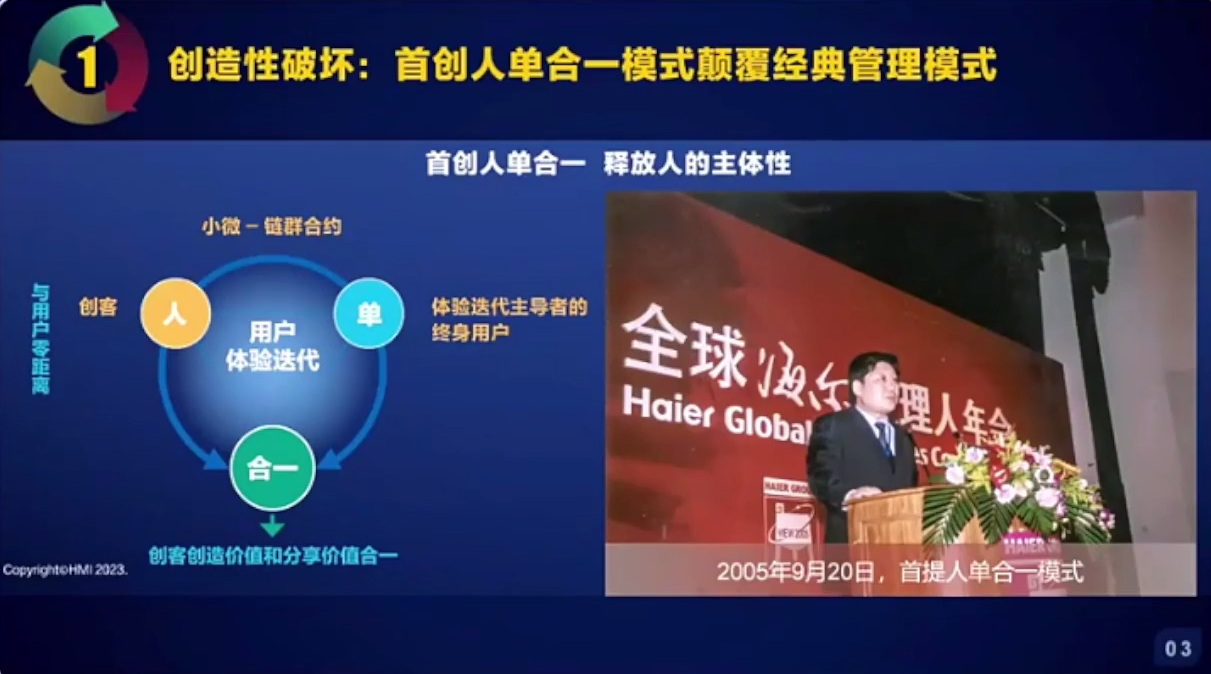 1
创造性破坏：首创人单合一模式颠覆经典管理模式
首创人单合一 释放人的主体性
小微-链群合约
与用户零距离
创客
人
单
体验迭代主导者的
终身用户
用户
体验迭代
合一
创客创造价值和分享价值合一
Copyright©HMI 2023.
全球海尔 理人年会
Haier Global
HAIER GRO
HAIER
2005年9月20日，首提人单合一模式
03